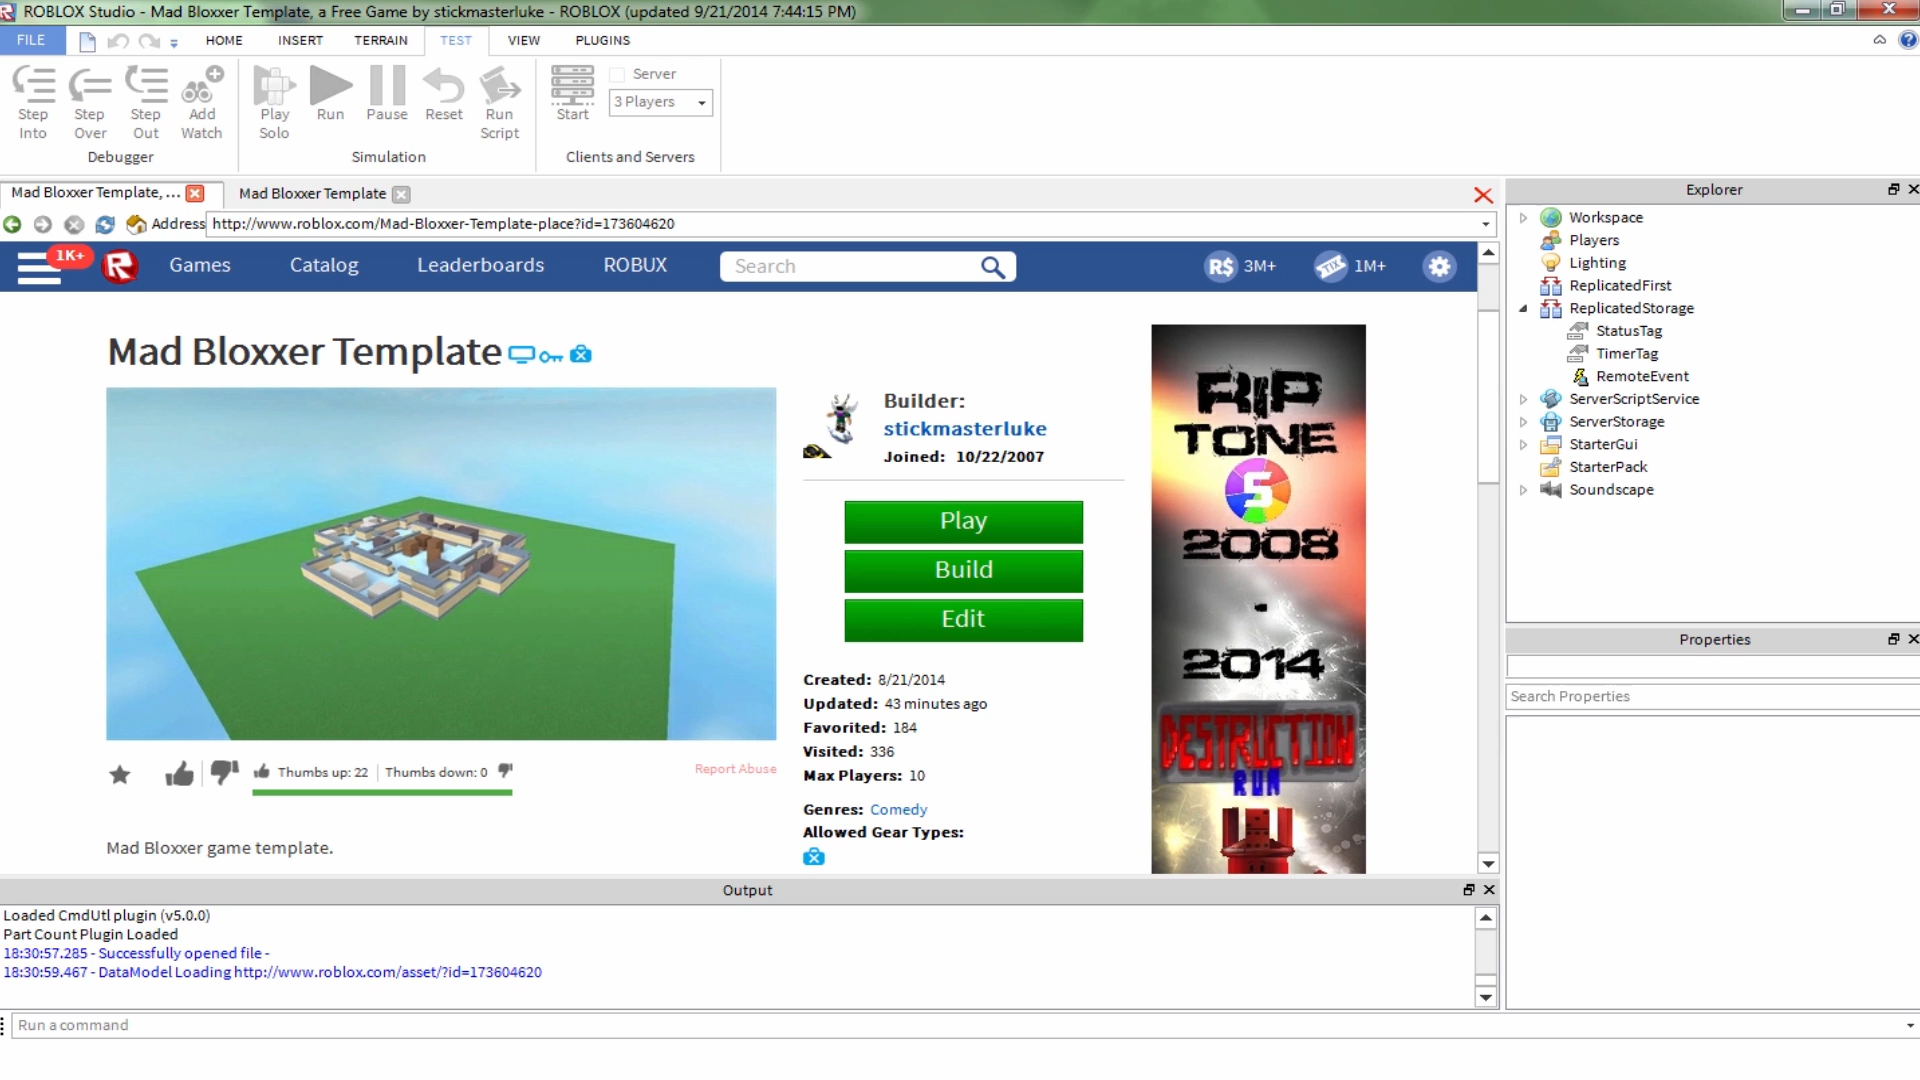 ROBLOX Studio - Mad Bloxxer Template, a Free Game by stickmasterluke - ROBLOX (updated 9/21/2014 7:44:15 PM)
FILE HOME INSERT TERRAIN TEST VIEW PLUGINS
Step Into
Step Over
Step Out
Add Watch
Debugger
Play Solo
Run
Pause
Reset
Run Script
Simulation
Start
Server
3 Players
Clients and Servers
Mad Bloxxer Template, ...
Mad Bloxxer Template
Address http://www.roblox.com/Mad-Bloxxer-Template-place?id=173604620
1K+
R
Games Catalog Leaderboards ROBUX
Search
R$ 3M+
TIX 1M+
Mad Bloxxer Template
Builder:
stickmasterluke
Joined: 10/22/2007
Play
Build
Edit
Created: 8/21/2014
Updated: 43 minutes ago
Favorited: 184
Visited: 336
Max Players: 10
Genres: Comedy
Allowed Gear Types:
Thumbs up: 22
Thumbs down: 0
Report Abuse
Mad Bloxxer game template.
RIP
TONE
S
2008
-
2014
DESTRUCTION
RUN
Explorer
Workspace
Players
Lighting
ReplicatedFirst
ReplicatedStorage
StatusTag
TimerTag
RemoteEvent
ServerScriptService
ServerStorage
StarterGui
StarterPack
Soundscape
Properties
Search Properties
Output
Loaded CmdUtl plugin (v5.0.0)
Part Count Plugin Loaded
18:30:57.285 - Successfully opened file -
18:30:59.467 - DataModel Loading http://www.roblox.com/asset/?id=173604620
Run a command